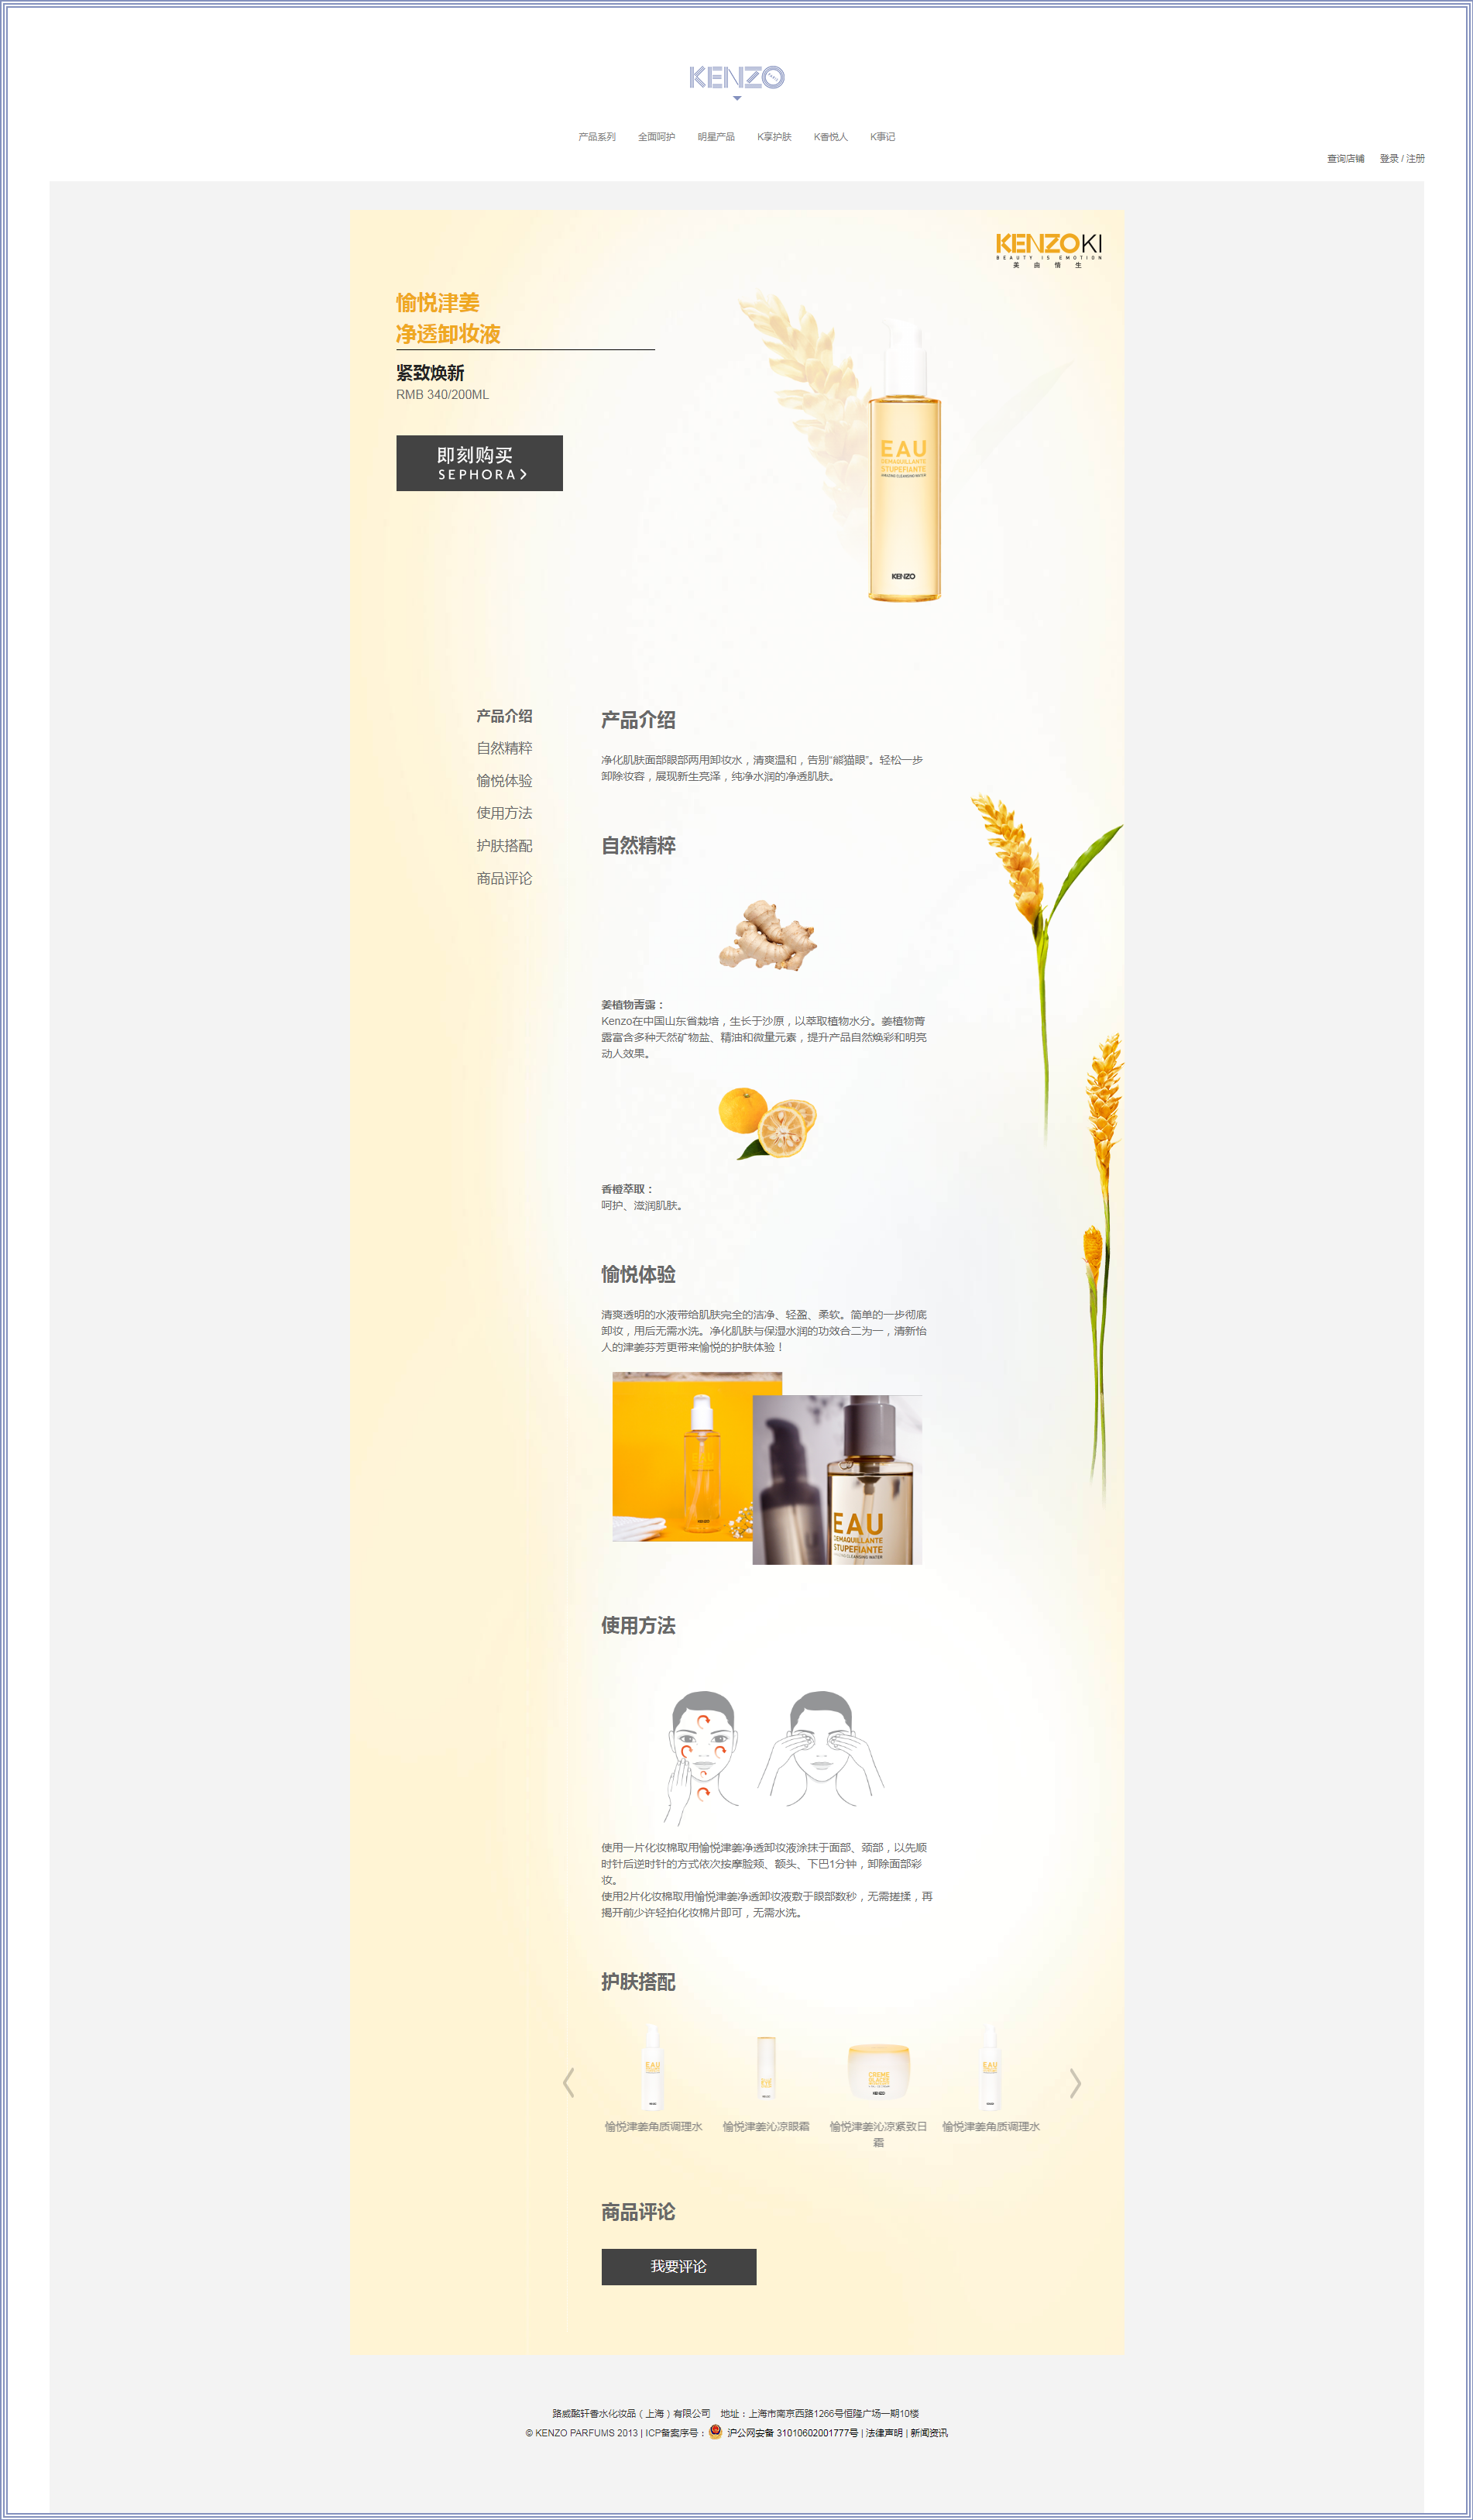 KENZO
产品系列 全面呵护 明星产品 K享护肤 K香悦人 K事记
查询店铺 登录 / 注册
KENZOKI
BEAUTY IS EMOTION
美 由 情 生
愉悦津姜
净透卸妆液
紧致焕新
RMB 340/200ML
即刻购买
SEPHORA
EAU
DEMAQUILLANTE
STUPEFIANTE
AMAZING CLEANSING WATER
KENZO
产品介绍
自然精粹
愉悦体验
使用方法
护肤搭配
商品评论
产品介绍
净化肌肤面部眼部两用卸妆水，清爽温和，告别“熊猫眼”。轻松一步
卸除妆容，展现新生亮泽，纯净水润的净透肌肤。
自然精粹
姜植物菁露：
Kenzo在中国山东省栽培，生长于沙原，以萃取植物水分。姜植物菁
露富含多种天然矿物盐、精油和微量元素，提升产品自然焕彩和明亮
动人效果。
香橙萃取：
呵护、滋润肌肤。
愉悦体验
清爽透明的水液带给肌肤完全的洁净、轻盈、柔软。简单的一步彻底
卸妆，用后无需水洗。净化肌肤与保湿水润的功效合二为一，清新怡
人的津姜芬芳更带来愉悦的护肤体验！
EAU
KENZO
EAU
DEMAQUILLANTE
STUPEFIANTE
AMAZING CLEANSING WATER
使用方法
使用一片化妆棉取用愉悦津姜净透卸妆液涂抹于面部、颈部，以先顺
时针后逆时针的方式依次按摩脸颊、额头、下巴1分钟，卸除面部彩
妆。
使用2片化妆棉取用愉悦津姜净透卸妆液敷于眼部数秒，无需搓揉，再
揭开前少许轻拍化妆棉片即可，无需水洗。
护肤搭配
EAU
CREME
GLACEE
KENZO
EAU
愉悦津姜角质调理水 愉悦津姜沁凉眼霜 愉悦津姜沁凉紧致日霜 愉悦津姜角质调理水
商品评论
我要评论
路威酩轩香水化妆品（上海）有限公司 地址：上海市南京西路1266号恒隆广场一期10楼
© KENZO PARFUMS 2013 | ICP备案序号： 沪公网安备 31010602001777号 | 法律声明 | 新闻资讯